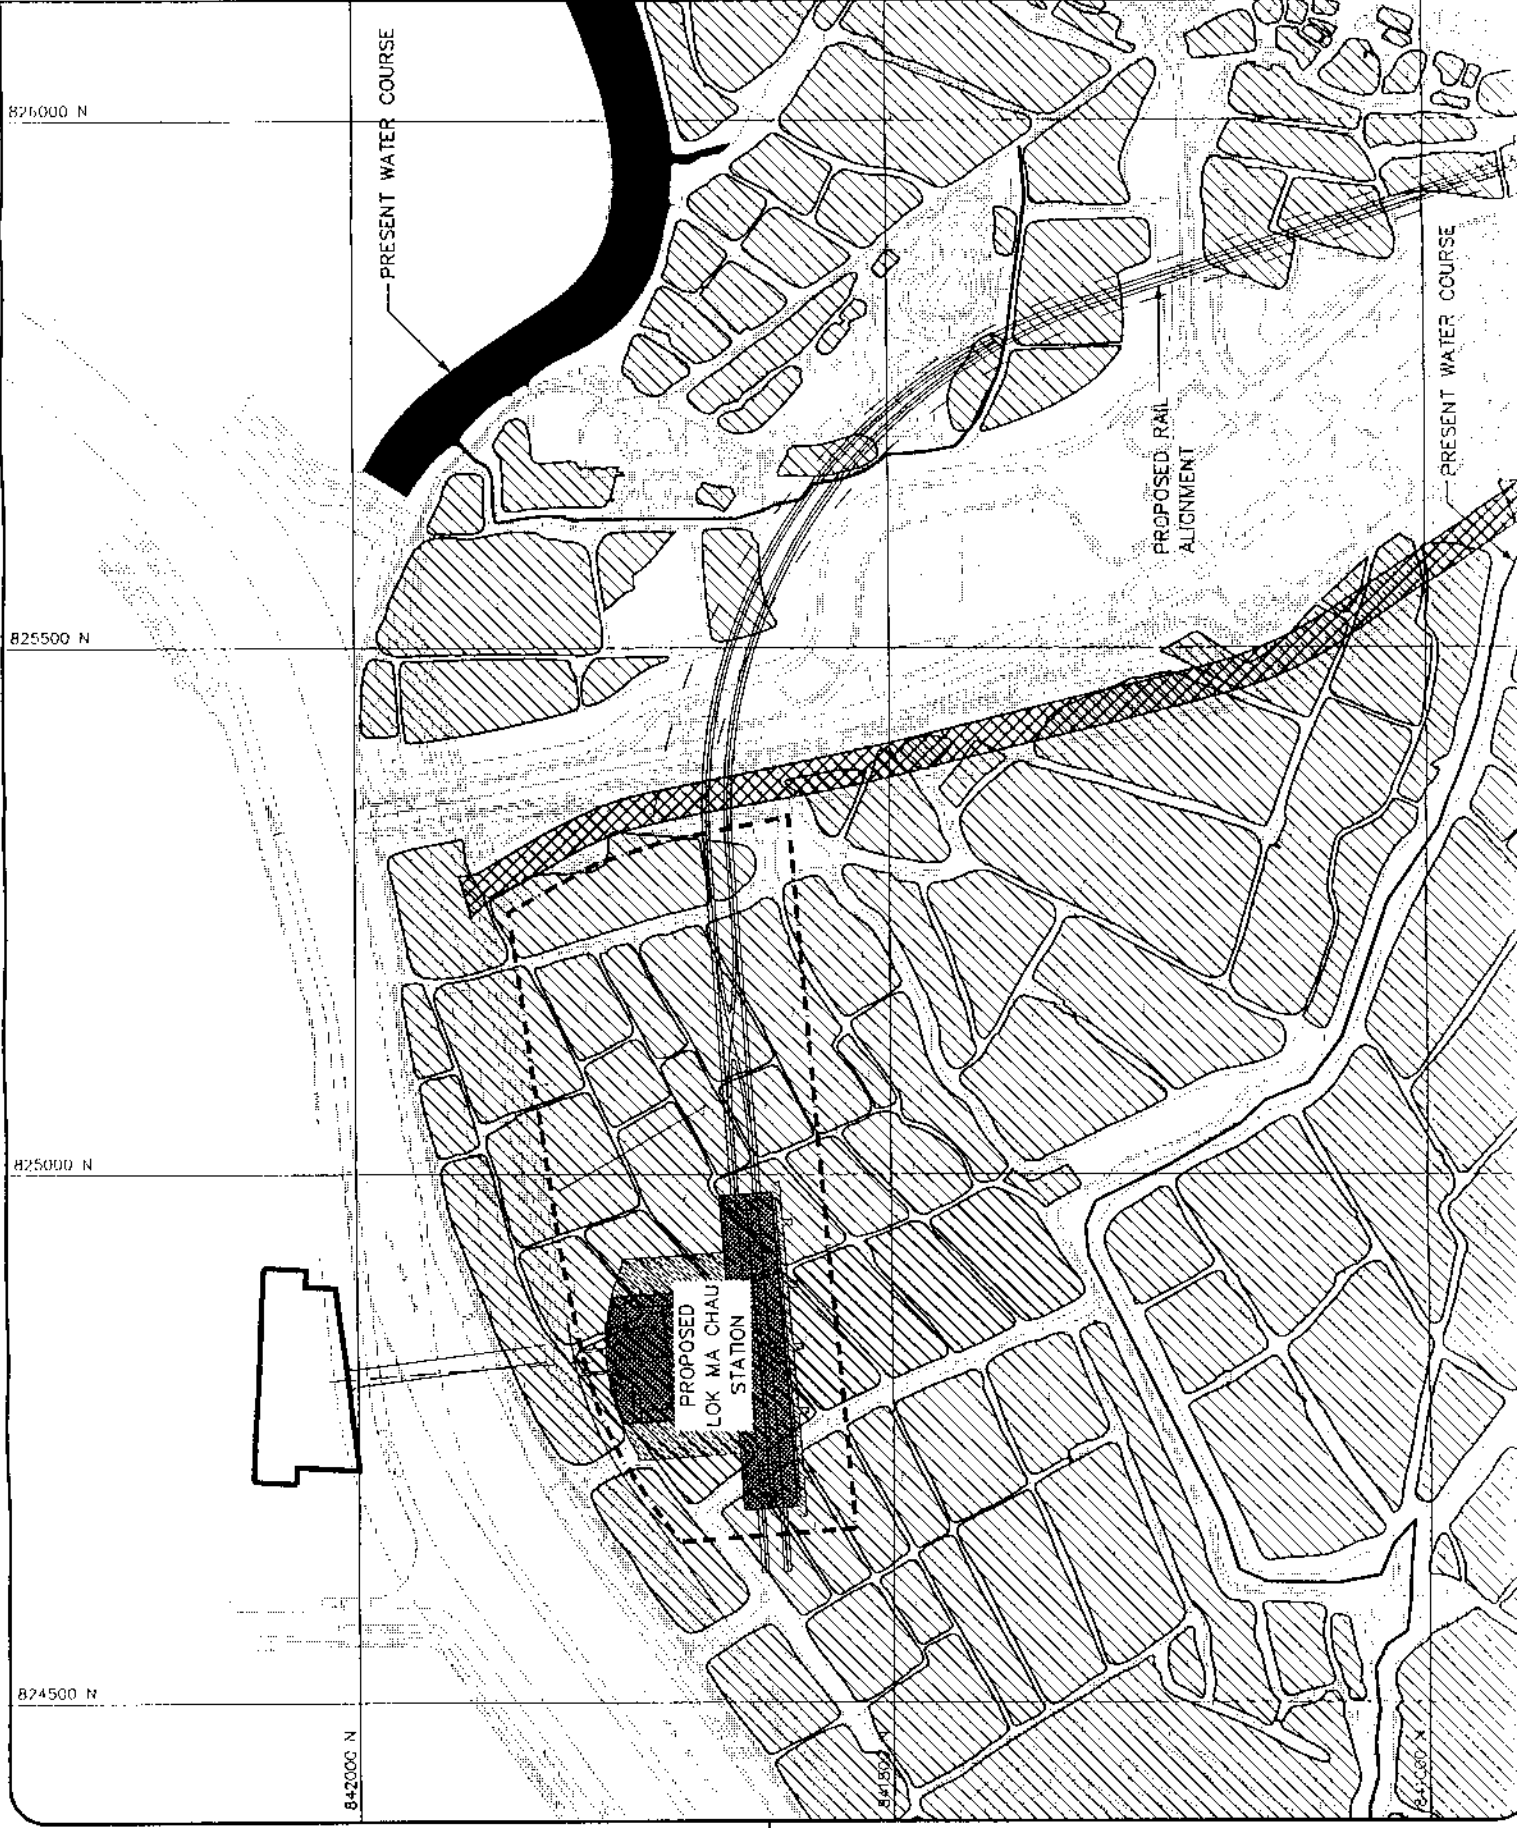 826000 N
PRESENT WATER COURSE
PRESENT WATER COURSE
PROPOSED RAIL
ALIGNMENT
825500 N
825000 N
PROPOSED
LOK MA CHAU
STATION
824500 N
842000 N